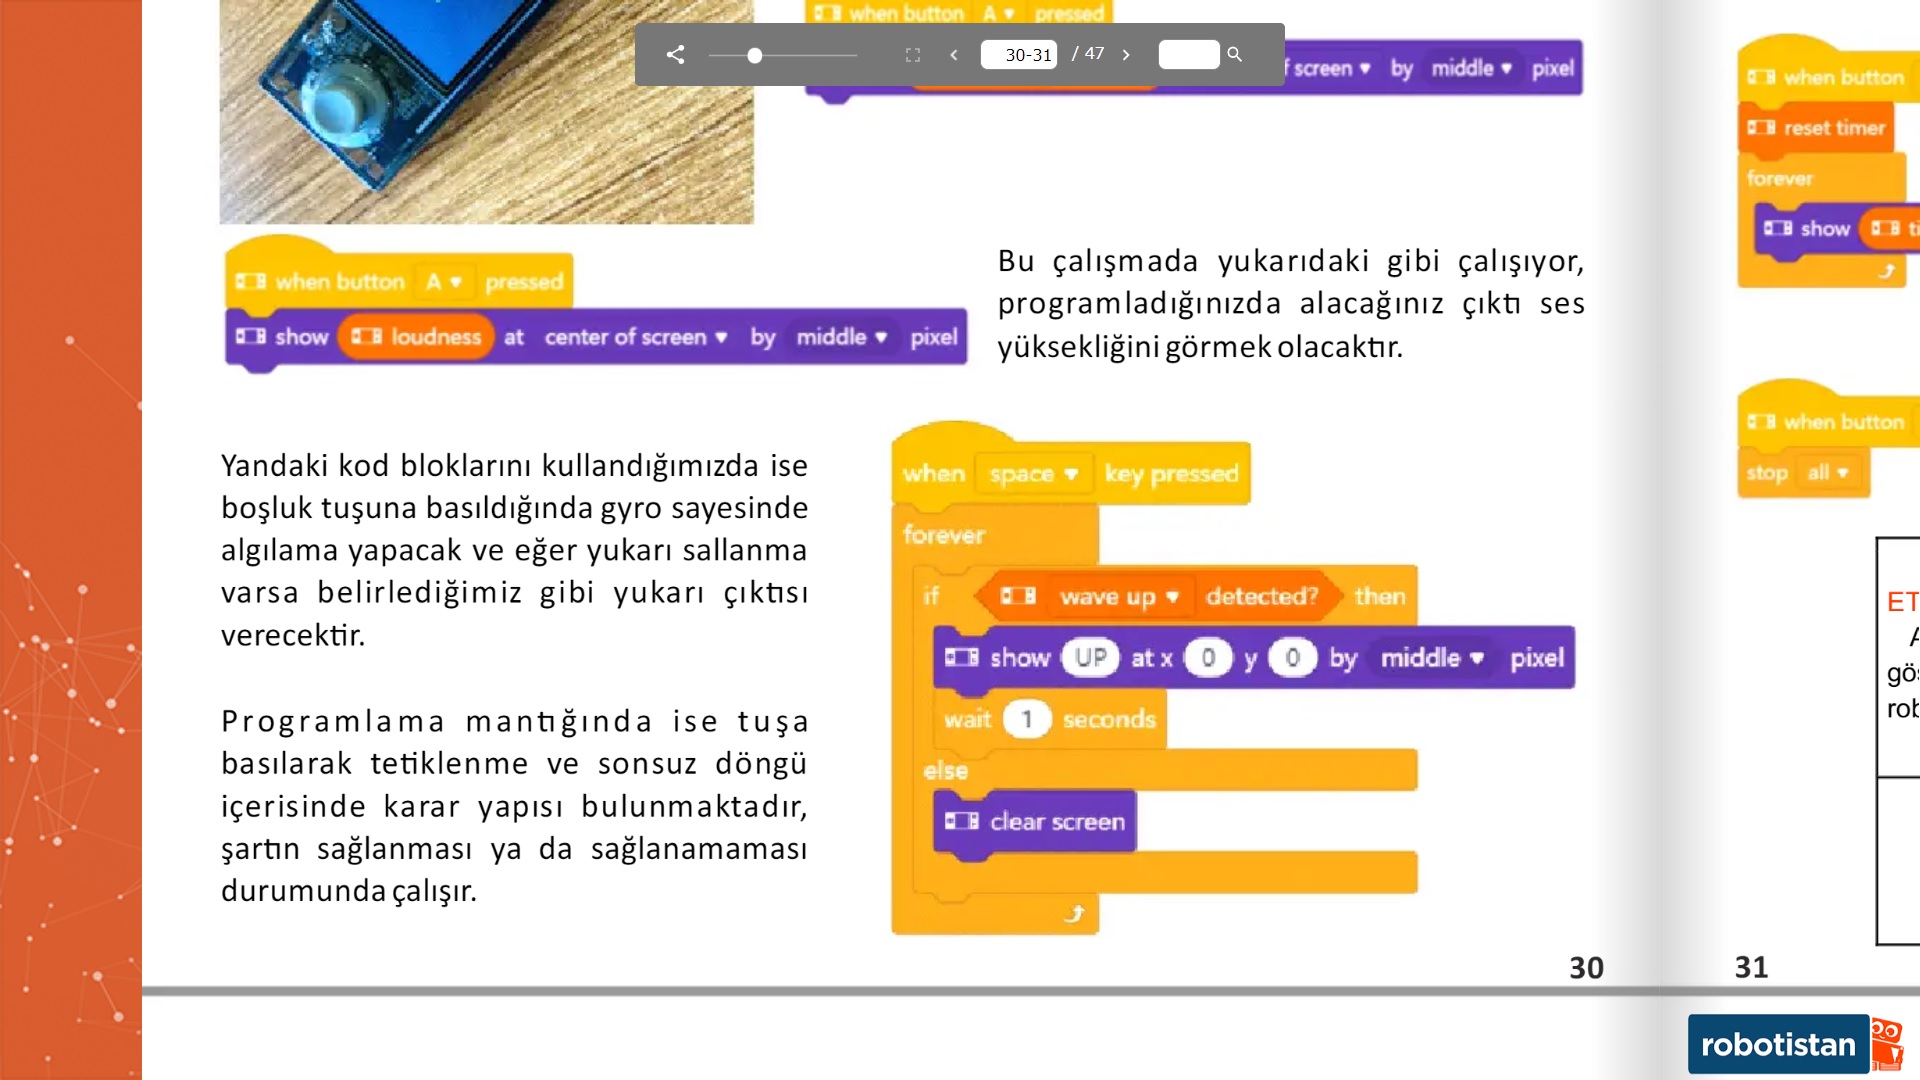 when button A pressed
30-31 / 47
f screen by middle pixel
when button A pressed
show loudness at center of screen by middle pixel
Bu çalışmada yukarıdaki gibi çalışıyor,
programladığınızda alacağınız çıktı ses
yüksekliğini görmek olacaktır.
Yandaki kod bloklarını kullandığımızda ise
boşluk tuşuna basıldığında gyro sayesinde
algılama yapacak ve eğer yukarı sallanma
varsa belirlediğimiz gibi yukarı çıktısı
verecektir.
Programlama mantığında ise tuşa
basılarak tetiklenme ve sonsuz döngü
içerisinde karar yapısı bulunmaktadır,
şartın sağlanması ya da sağlanamaması
durumunda çalışır.
when space key pressed
forever
if wave up detected? then
show UP at x 0 y 0 by middle pixel
wait 1 seconds
else
clear screen
30
when button
reset timer
forever
show ti
when button
stop all
ET
A
gös
rob
31
robotistan